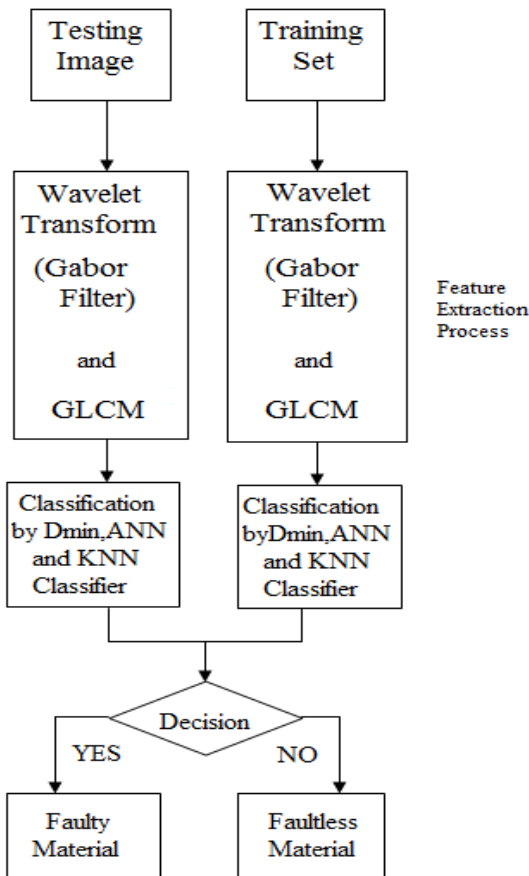 Testing
Image
Training
Set
Wavelet
Transform
(Gabor
Filter)
and
GLCM
Wavelet
Transform
(Gabor
Filter)
and
GLCM
Feature
Extraction
Process
Classification
by Dmin,ANN
and KNN
Classifier
Classification
byDmin,ANN
and KNN
Classifier
Decision
YES
NO
Faulty
Material
Faultless
Material